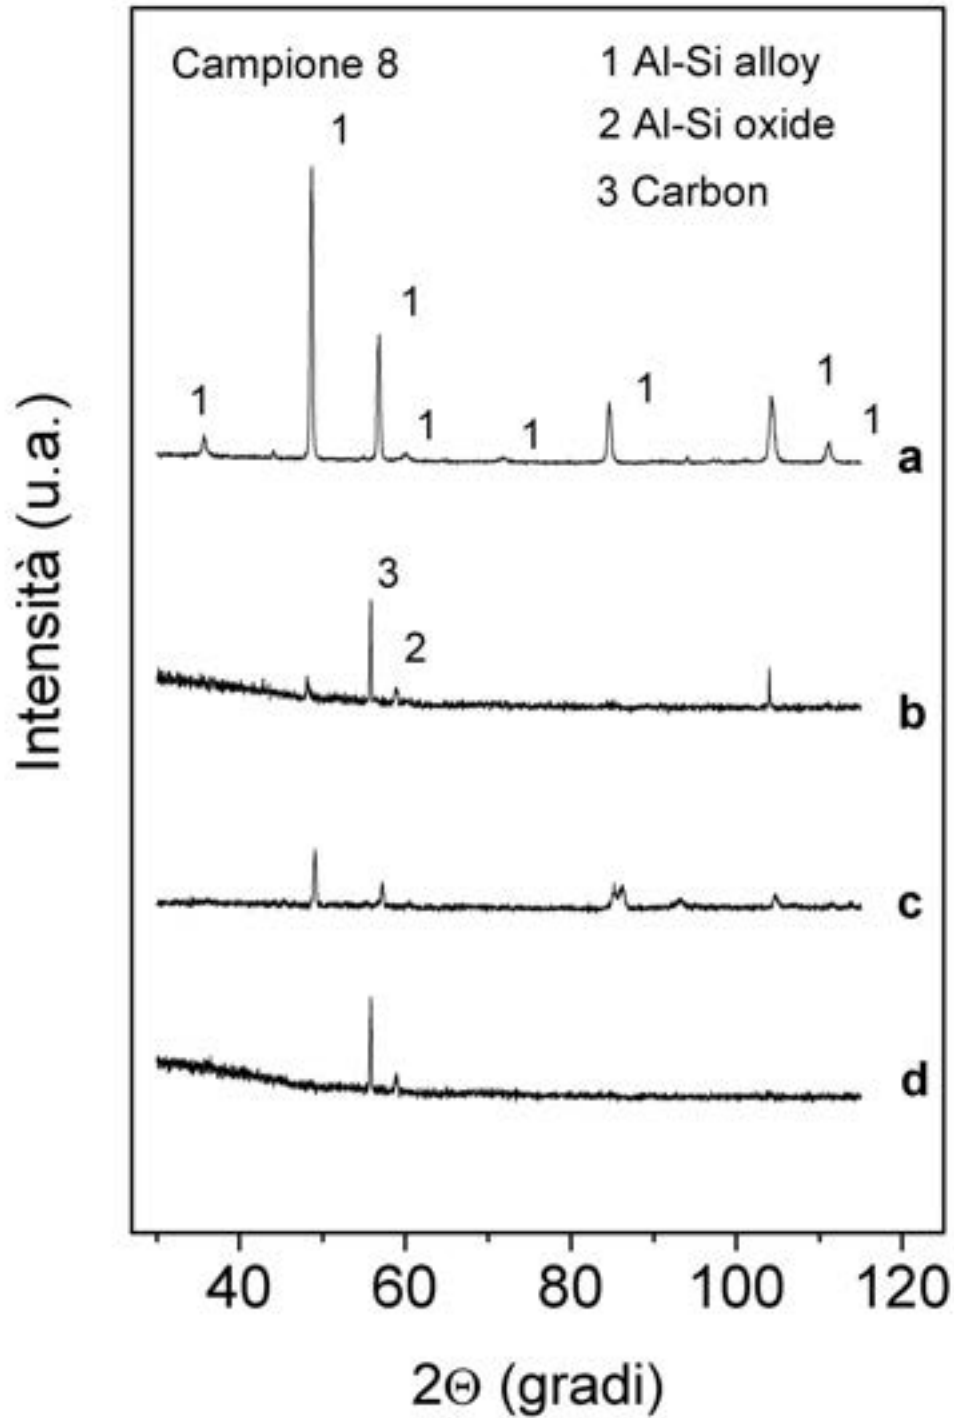 Campione 8
1 Al-Si alloy
2 Al-Si oxide
3 Carbon
1
1
1
1
1
1
1
1
a
3
2
b
c
d
Intensità (u.a.)
40 60 80 100 120
2Θ (gradi)